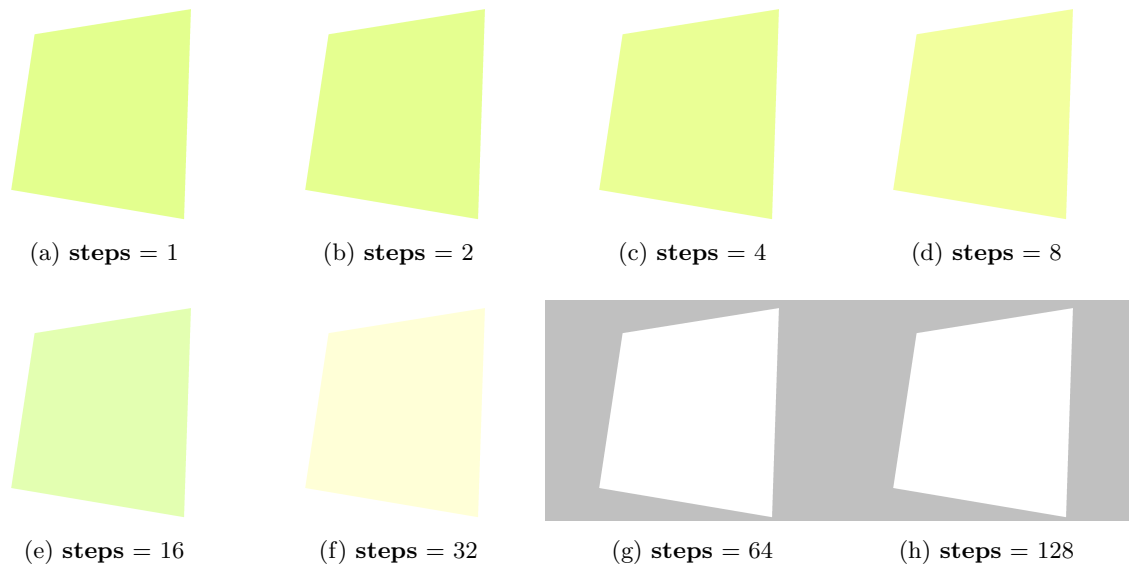 (a) steps = 1
(b) steps = 2
(c) steps = 4
(d) steps = 8
(e) steps = 16
(f) steps = 32
(g) steps = 64
(h) steps = 128